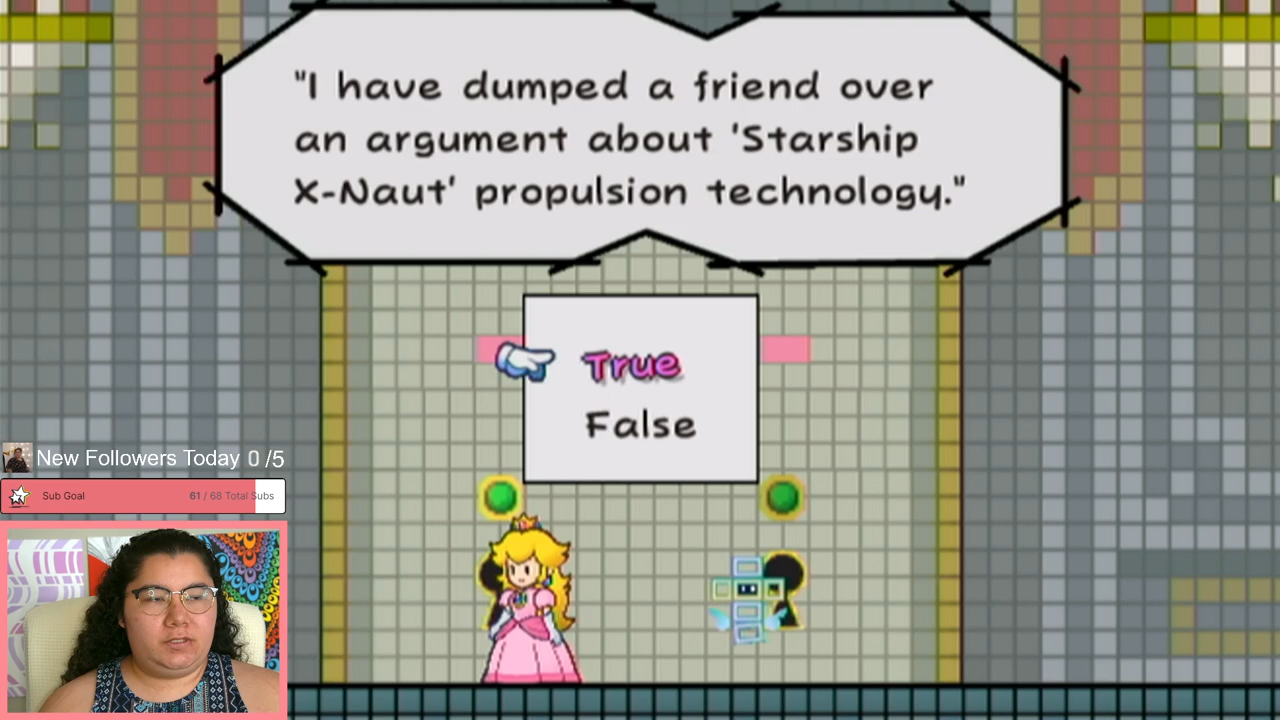 "I have dumped a friend over
an argument about 'Starship
X-Naut' propulsion technology."
True
False
New Followers Today 0 /5
Sub Goal 61 / 68 Total Subs